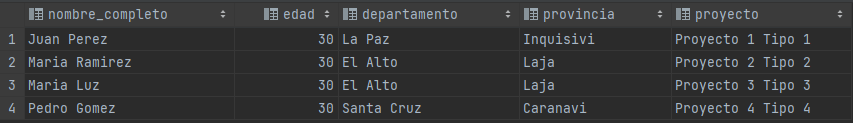 nombre_completo edad departamento provincia proyecto
1 Juan Perez 30 La Paz Inquisivi Proyecto 1 Tipo 1
2 Maria Ramirez 30 El Alto Laja Proyecto 2 Tipo 2
3 Maria Luz 30 El Alto Laja Proyecto 3 Tipo 3
4 Pedro Gomez 30 Santa Cruz Caranavi Proyecto 4 Tipo 4